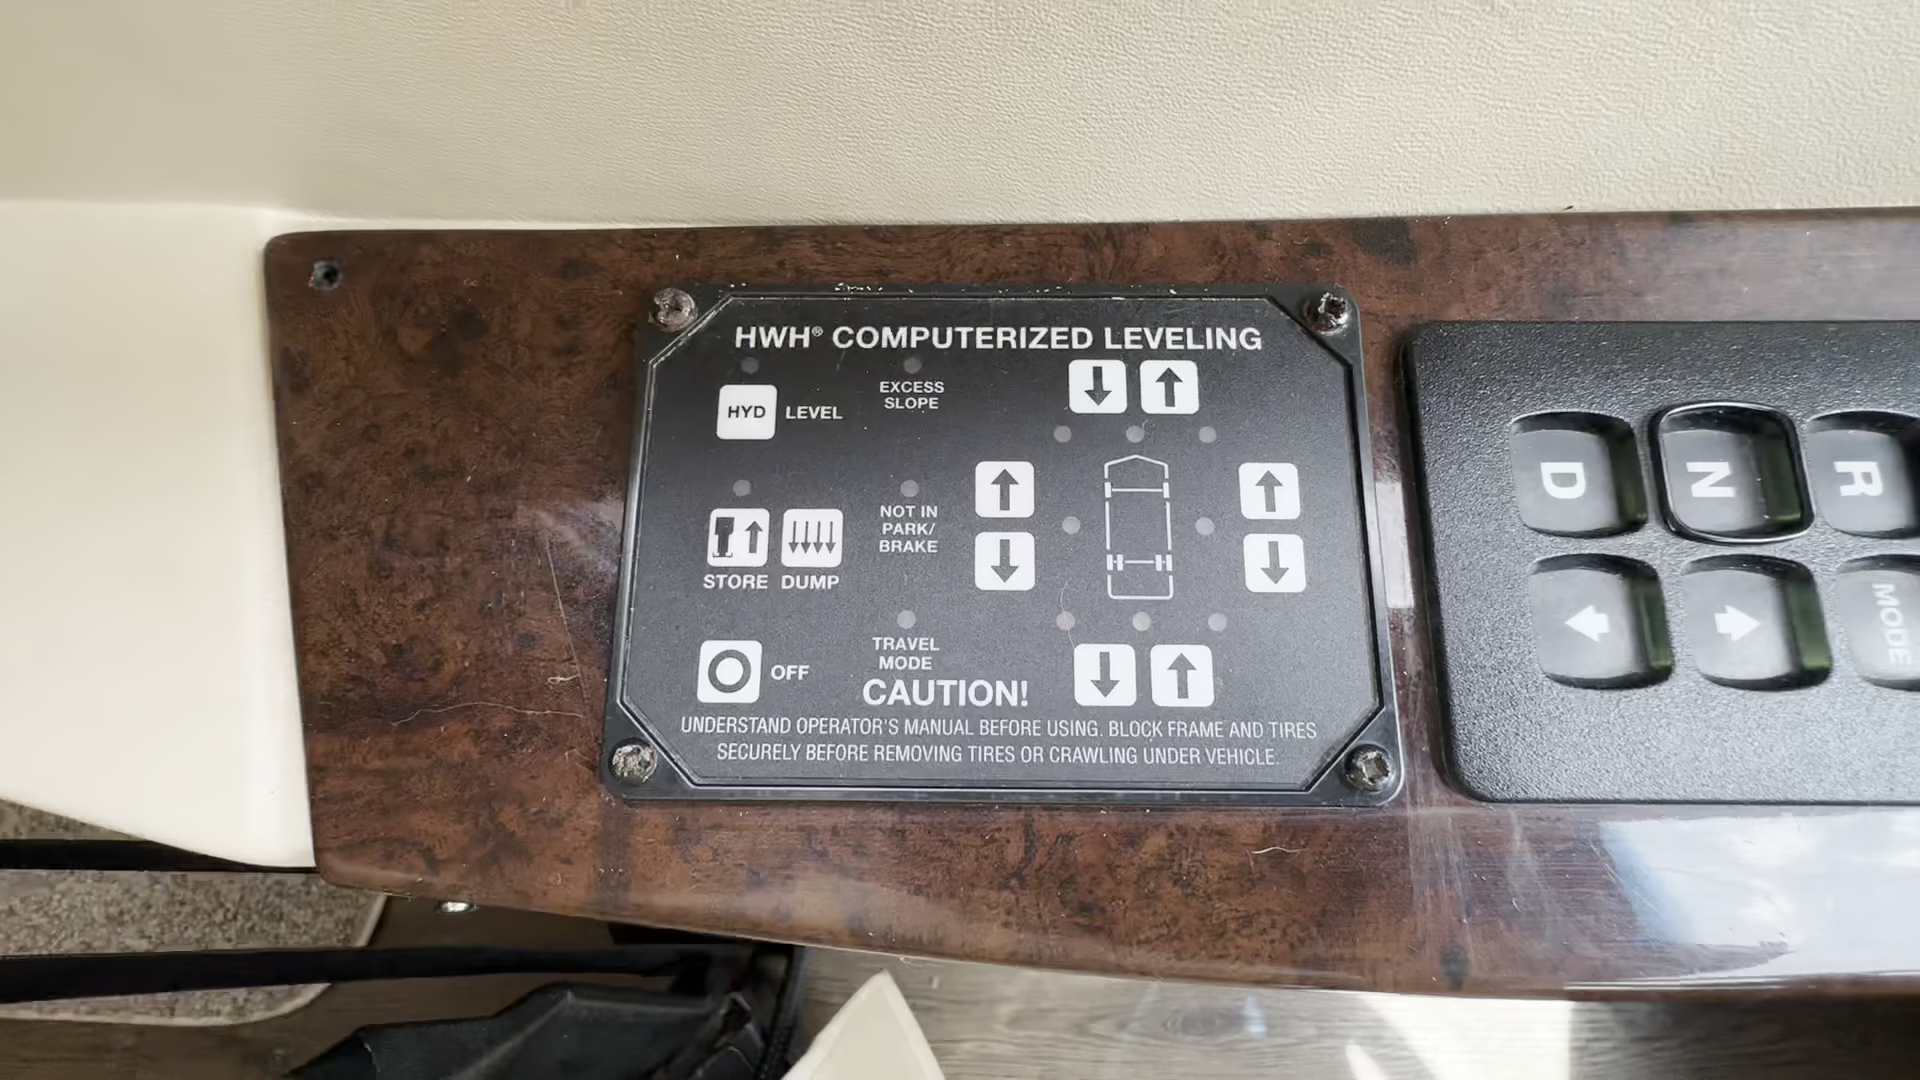 HWH® COMPUTERIZED LEVELING
HYD LEVEL
EXCESS
SLOPE
NOT IN
PARK/
BRAKE
STORE DUMP
OFF
TRAVEL
MODE
CAUTION!
UNDERSTAND OPERATOR'S MANUAL BEFORE USING. BLOCK FRAME AND TIRES
SECURELY BEFORE REMOVING TIRES OR CRAWLING UNDER VEHICLE.
D N R
MODE